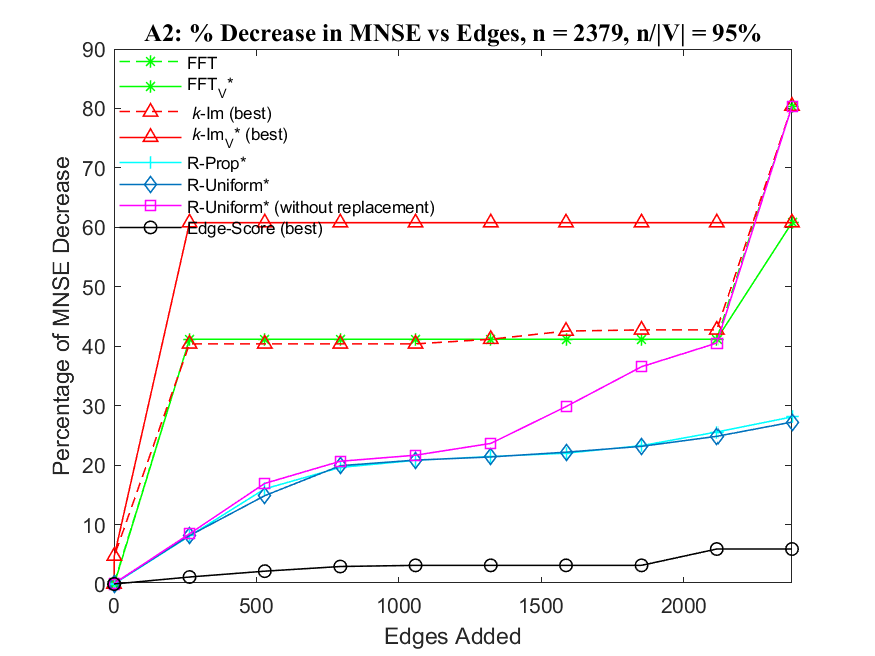 A2: % Decrease in MNSE vs Edges, n = 2379, n/|V| = 95%
Percentage of MNSE Decrease
90
80
70
60
50
40
30
20
10
0
FFT
FFTV*
k-Im (best)
k-ImV* (best)
R-Prop*
R-Uniform*
R-Uniform* (without replacement)
Edge-Score (best)
0 500 1000 1500 2000
Edges Added